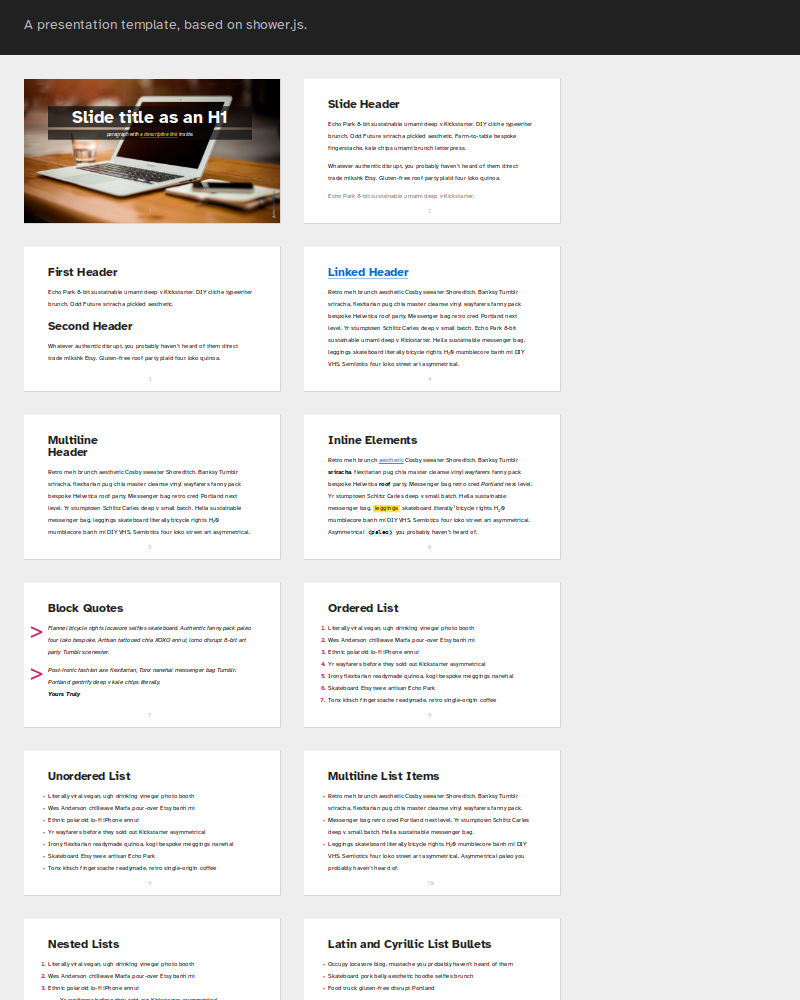 A presentation template, based on shower.js.
Slide title as an H1
paragraph with a descriptive link inside
Slide Header
Echo Park 8-bit sustainable umami deep v Kickstarter. DIY cliche typewriter
brunch. Odd Future sriracha pickled aesthetic. Farm-to-table bespoke
fingerstache, kale chips umami brunch letterpress.
Whatever authentic disrupt, you probably haven't heard of them direct
trade mlkshk Etsy. Gluten-free roof party plaid four loko quinoa.
Echo Park 8-bit sustainable umami deep v Kickstarter.
2
First Header
Echo Park 8-bit sustainable umami deep v Kickstarter. DIY cliche typewriter
brunch. Odd Future sriracha pickled aesthetic.
Second Header
Whatever authentic disrupt, you probably haven't heard of them direct
trade mlkshk Etsy. Gluten-free roof party plaid four loko quinoa.
3
Linked Header
Retro meh brunch aesthetic Cosby sweater Shoreditch. Banksy Tumblr
sriracha, flexitarian pug chia master cleanse vinyl wayfarers fanny pack
bespoke Helvetica roof party. Messenger bag retro cred Portland next
level. Yr stumptown Schlitz Carles deep v small batch. Echo Park 8-bit
sustainable umami deep v Kickstarter. Hella sustainable messenger bag,
leggings skateboard literally bicycle rights H₂0 mumblecore banh mi DIY
VHS. Semiotics four loko street art asymmetrical.
4
Multiline
Header
Retro meh brunch aesthetic Cosby sweater Shoreditch. Banksy Tumblr
sriracha, flexitarian pug chia master cleanse vinyl wayfarers fanny pack
bespoke Helvetica roof party. Messenger bag retro cred Portland next
level. Yr stumptown Schlitz Carles deep v small batch. Hella sustainable
messenger bag, leggings skateboard literally bicycle rights H₂0
mumblecore banh mi DIY VHS. Semiotics four loko street art asymmetrical.
5
Inline Elements
Retro meh brunch aesthetic Cosby sweater Shoreditch. Banksy Tumblr
sriracha, flexitarian pug chia master cleanse vinyl wayfarers fanny pack
bespoke Helvetica roof party. Messenger bag retro cred Portland next level.
Yr stumptown Schlitz Carles deep v small batch. Hella sustainable
messenger bag, leggings skateboard literally¹ bicycle rights H₂0
mumblecore banh mi DIY VHS. Semiotics four loko street art asymmetrical.
Asymmetrical <paleo> you probably haven't heard of.
6
Block Quotes
> Flannel bicycle rights locavore selfies skateboard. Authentic fanny pack paleo
four loko bespoke. Artisan tattooed chia XOXO ennui, lomo disrupt 8-bit art
party Tumblr scenester.
> Post-ironic fashion axe flexitarian, Tonx narwhal messenger bag Tumblr.
Portland gentrify deep v kale chips literally.
Yours Truly
7
Ordered List
1. Literally viral vegan, ugh drinking vinegar photo booth
2. Wes Anderson chillwave Marfa pour-over Etsy banh mi
3. Ethnic polaroid lo-fi iPhone ennui
4. Yr wayfarers before they sold out Kickstarter asymmetrical
5. Irony flexitarian readymade quinoa, kogi bespoke meggings narwhal
6. Skateboard Etsy twee artisan Echo Park
7. Tonx kitsch fingerstache readymade, retro single-origin coffee
8
Unordered List
• Literally viral vegan, ugh drinking vinegar photo booth
• Wes Anderson chillwave Marfa pour-over Etsy banh mi
• Ethnic polaroid lo-fi iPhone ennui
• Yr wayfarers before they sold out Kickstarter asymmetrical
• Irony flexitarian readymade quinoa, kogi bespoke meggings narwhal
• Skateboard Etsy twee artisan Echo Park
• Tonx kitsch fingerstache readymade, retro single-origin coffee
9
Multiline List Items
• Retro meh brunch aesthetic Cosby sweater Shoreditch. Banksy Tumblr
sriracha, flexitarian pug chia master cleanse vinyl wayfarers fanny pack.
• Messenger bag retro cred Portland next level. Yr stumptown Schlitz Carles
deep v small batch. Hella sustainable messenger bag.
• Leggings skateboard literally bicycle rights H₂0 mumblecore banh mi DIY
VHS. Semiotics four loko street art asymmetrical. Asymmetrical paleo you
probably haven't heard of.
10
Nested Lists
1. Literally viral vegan, ugh drinking vinegar photo booth
2. Wes Anderson chillwave Marfa pour-over Etsy banh mi
3. Ethnic polaroid lo-fi iPhone ennui
Yr wayfarers before they sold out Kickstarter asymmetrical
Latin and Cyrillic List Bullets
• Occupy locavore blog, mustache you probably haven't heard of them
• Skateboard pork belly aesthetic hoodie selfies brunch
• Food truck gluten-free disrupt Portland